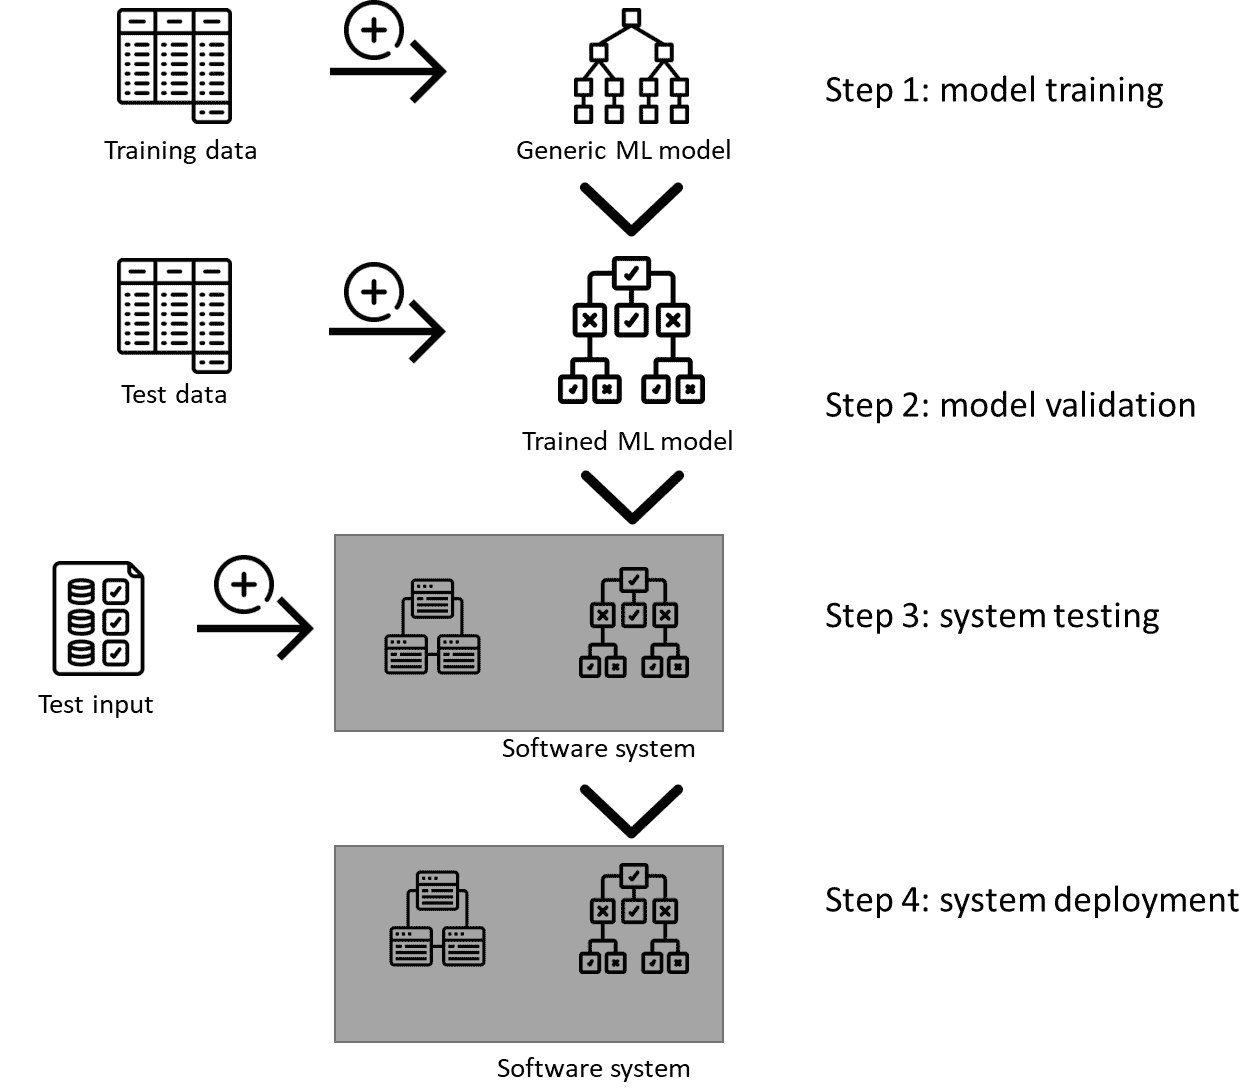 Step 1: model training
Training data
Generic ML model
Test data
Step 2: model validation
Trained ML model
Step 3: system testing
Test input
Software system
Step 4: system deployment
Software system